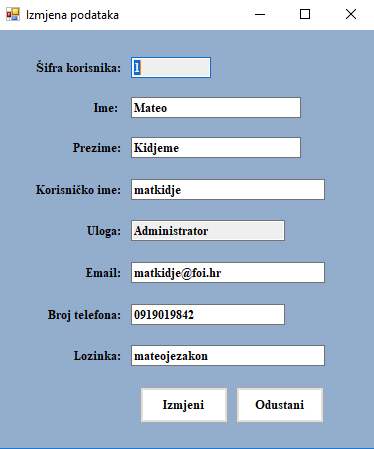 Izmjena podataka
Šifra korisnika: 1
Ime: Mateo
Prezime: Kidjeme
Korisničko ime: matkidje
Uloga: Administrator
Email: matkidje@foi.hr
Broj telefona: 0919019842
Lozinka: mateojezakon
Izmjeni Odustani